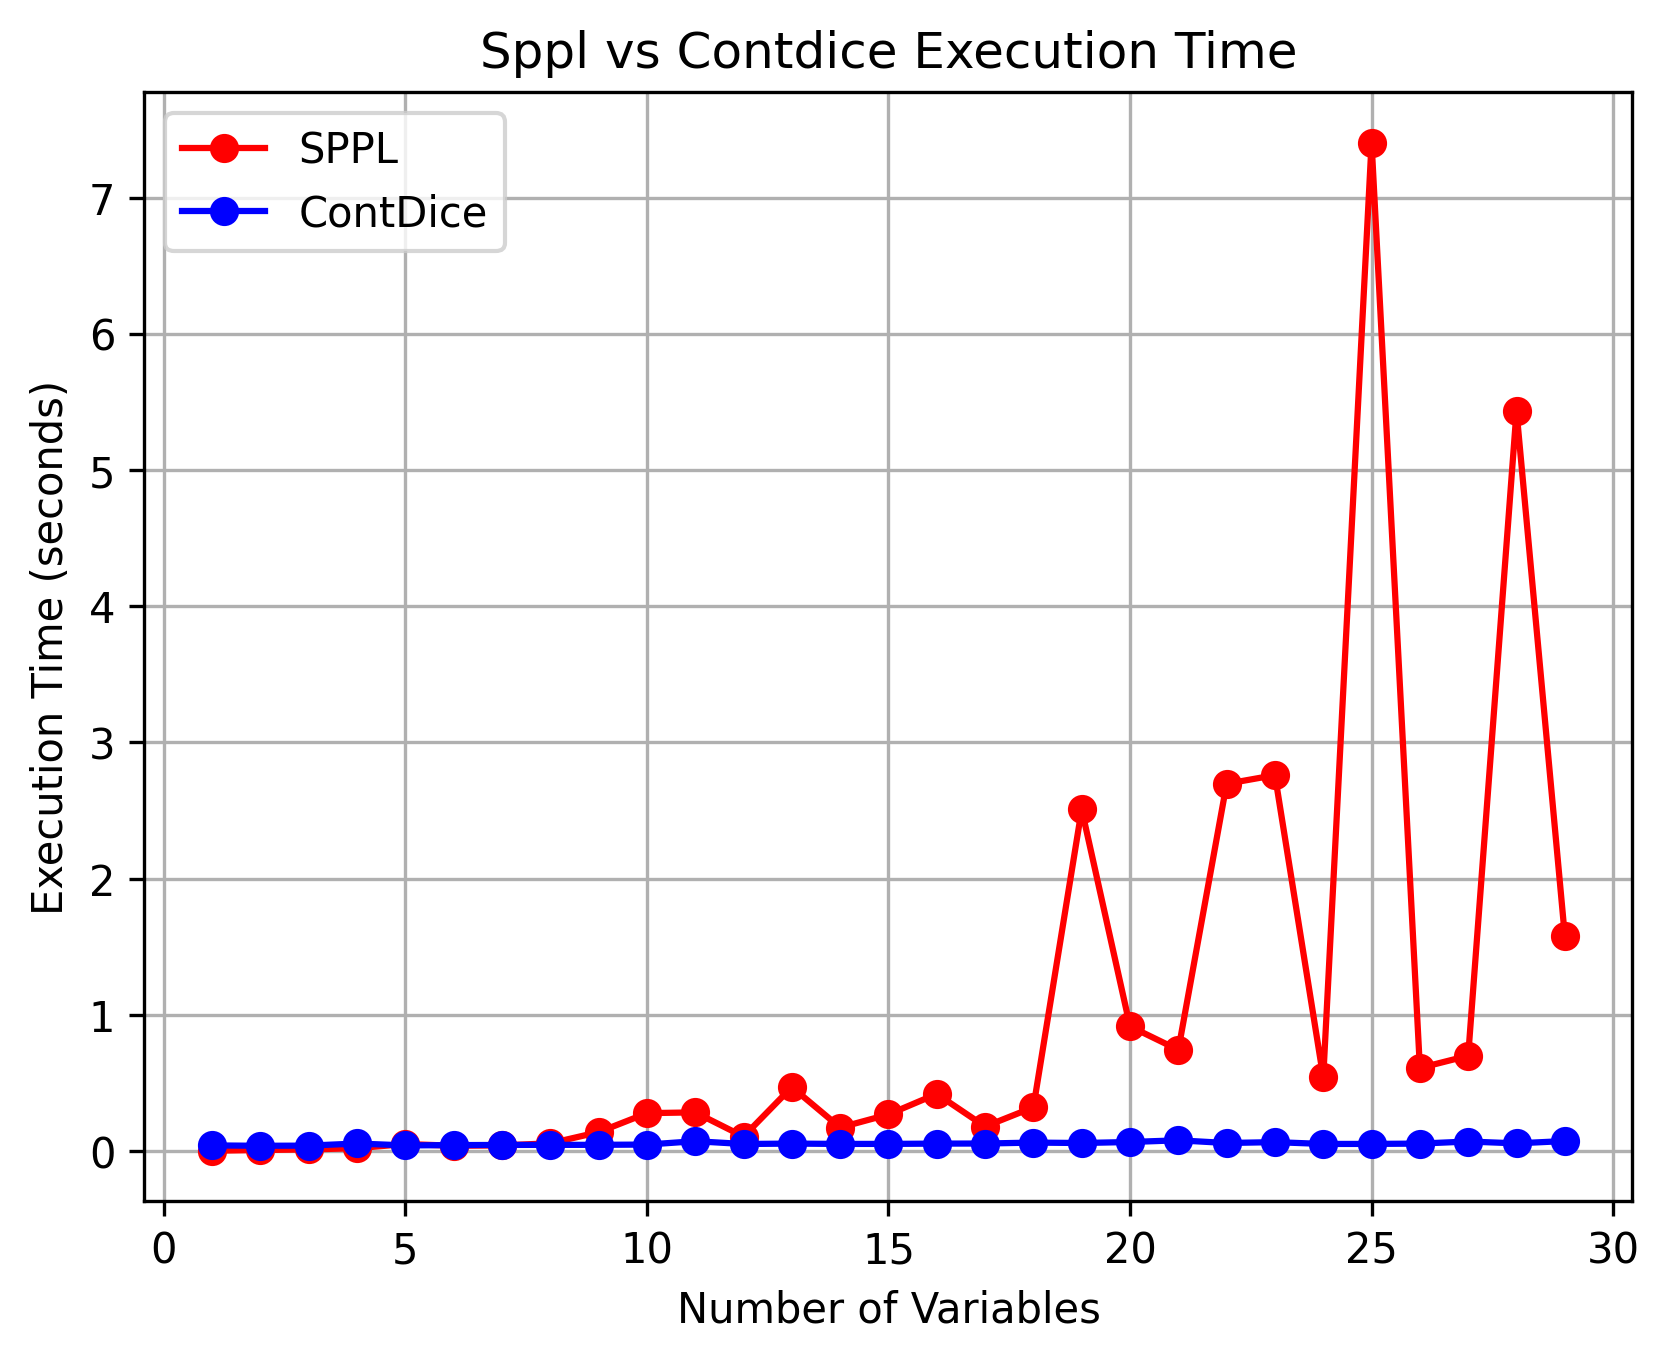 Sppl vs Contdice Execution Time
SPPL
ContDice
7
6
5
4
3
2
1
0
Execution Time (seconds)
0 5 10 15 20 25 30
Number of Variables